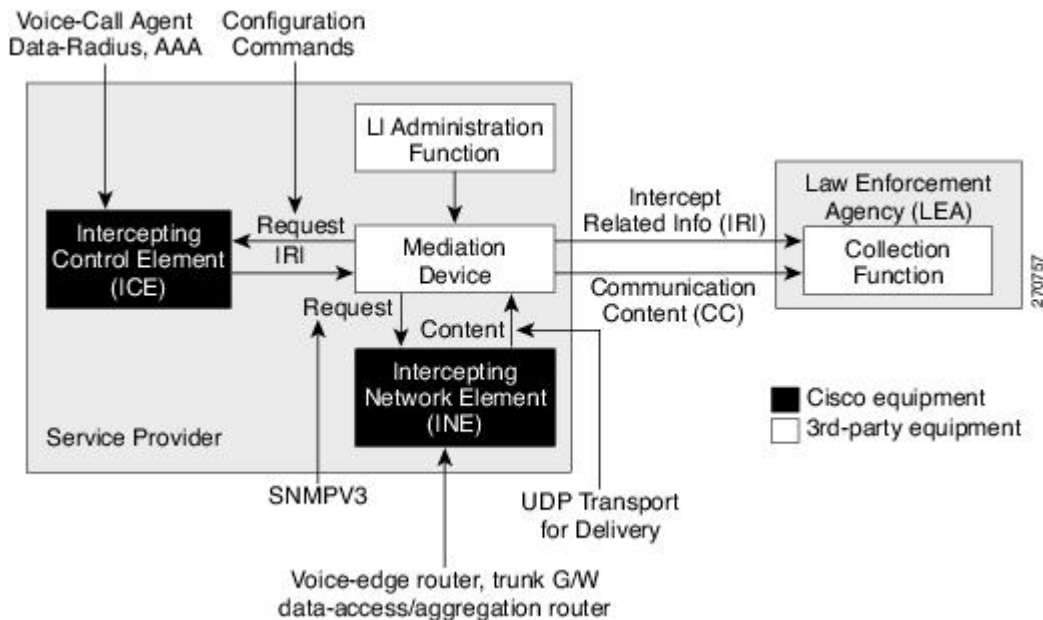 Voice-Call Agent
Data-Radius, AAA
Configuration
Commands
LI Administration
Function
Law Enforcement
Agency (LEA)
Intercepting
Control Element
(ICE)
Request
IRI
Mediation
Device
Intercept
Related Info (IRI)
Collection
Function
Communication
Content (CC)
Request
Content
Intercepting
Network Element
(INE)
Service Provider
Cisco equipment
3rd-party equipment
SNMPV3
UDP Transport
for Delivery
Voice-edge router, trunk G/W
data-access/aggregation router
270757